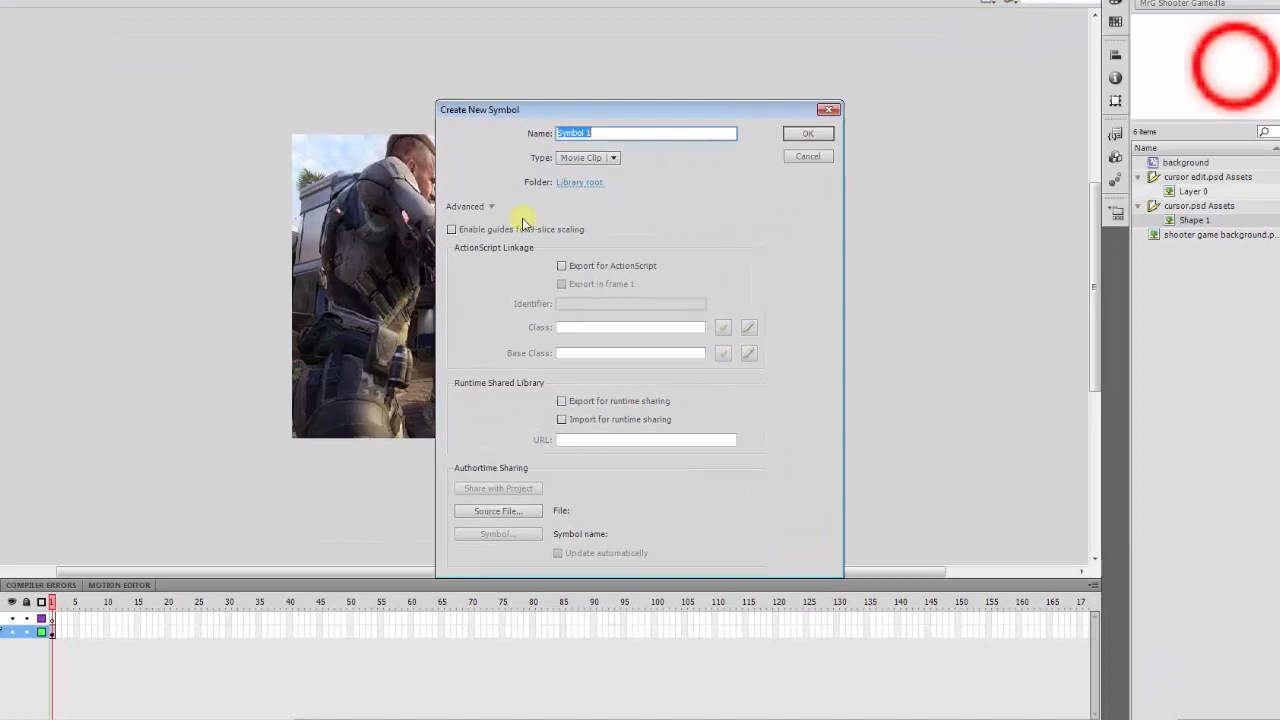 MrG Shooter Game.fla
Create New Symbol
Name: Symbol 1 OK
Type: Movie Clip Cancel
Folder: Library root
Advanced
Enable guides 9-slice scaling
ActionScript Linkage
Export for ActionScript
Export in frame 1
Identifier:
Class:
Base Class:
Runtime Shared Library
Export for runtime sharing
Import for runtime sharing
URL:
Authortime Sharing
Share with Project
Source File... File:
Symbol... Symbol name:
Update automatically
6 items
Name
background
cursor edit.psd Assets
Layer 0
cursor.psd Assets
Shape 1
shooter game background.p...
COMPILER ERRORS MOTION EDITOR
1 5 10 15 20 25 30 35 40 45 50 55 60 65 70 75 80 85 90 95 100 105 110 115 120 125 130 135 140 145 150 155 160 165 17